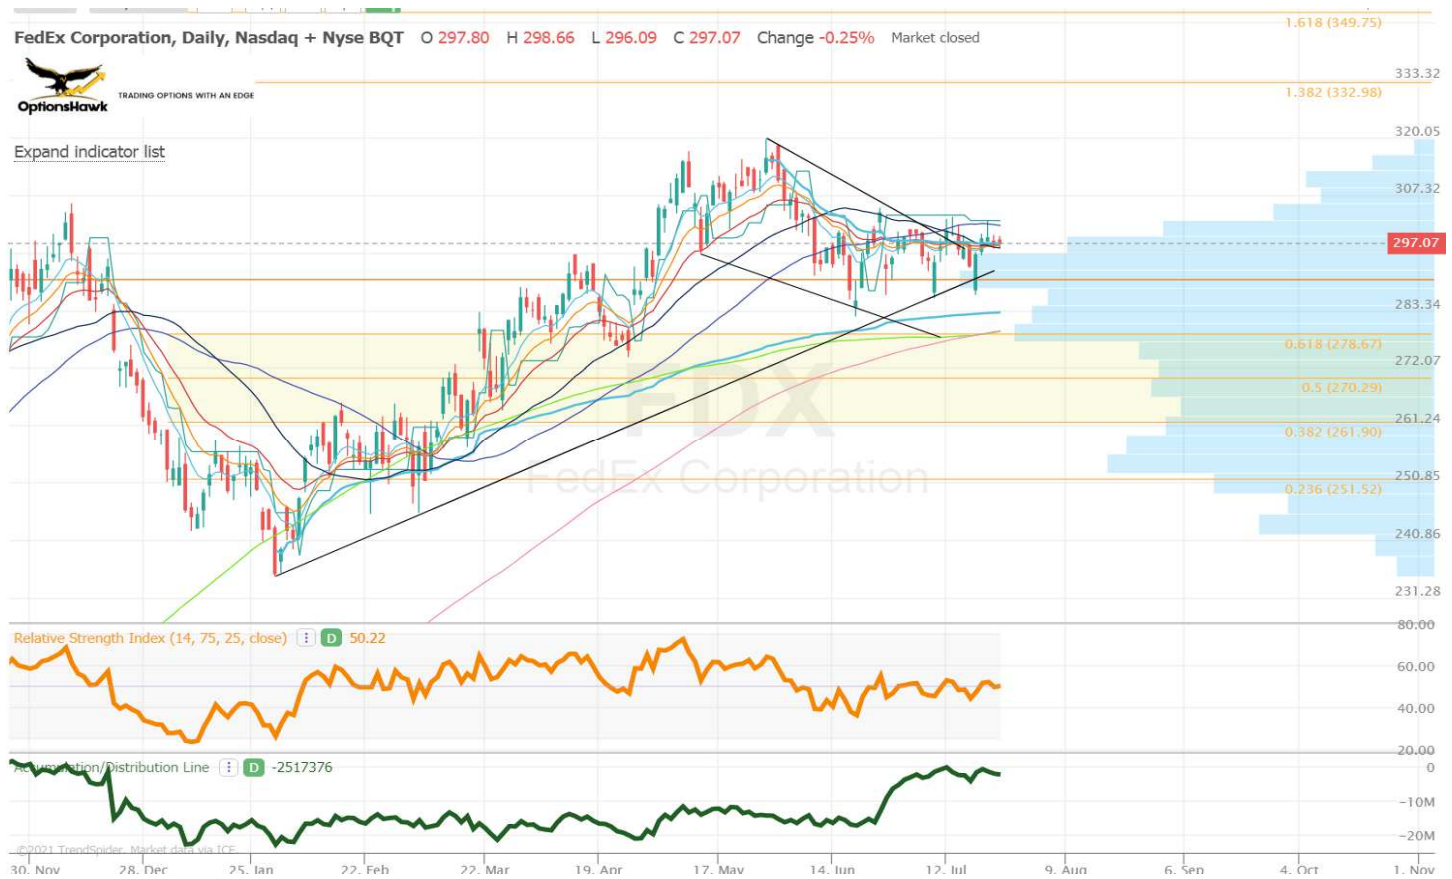 1.618 (349.75)
FedEx Corporation, Daily, Nasdaq + Nyse BQT O 297.80 H 298.66 L 296.09 C 297.07 Change -0.25% Market closed
333.32
1.382 (332.98)
OptionsHawk
TRADING OPTIONS WITH AN EDGE
320.05
Expand indicator list
307.32
297.07
283.34
0.618 (278.67)
272.07
FDX
0.5 (270.29)
261.24
0.382 (261.90)
FedEx Corporation
250.85
0.236 (251.52)
240.86
231.28
Relative Strength Index (14, 75, 25, close) D 50.22
80.00
60.00
40.00
20.00
Accumulation/Distribution Line D -2517376
0
-10M
-20M
©2021 TrendSpider. Market data via ICE.
30. Nov 28. Dec 25. Jan 22. Feb 22. Mar 19. Apr 17. May 14. Jun 12. Jul 9. Aug 6. Sep 4. Oct 1. Nov